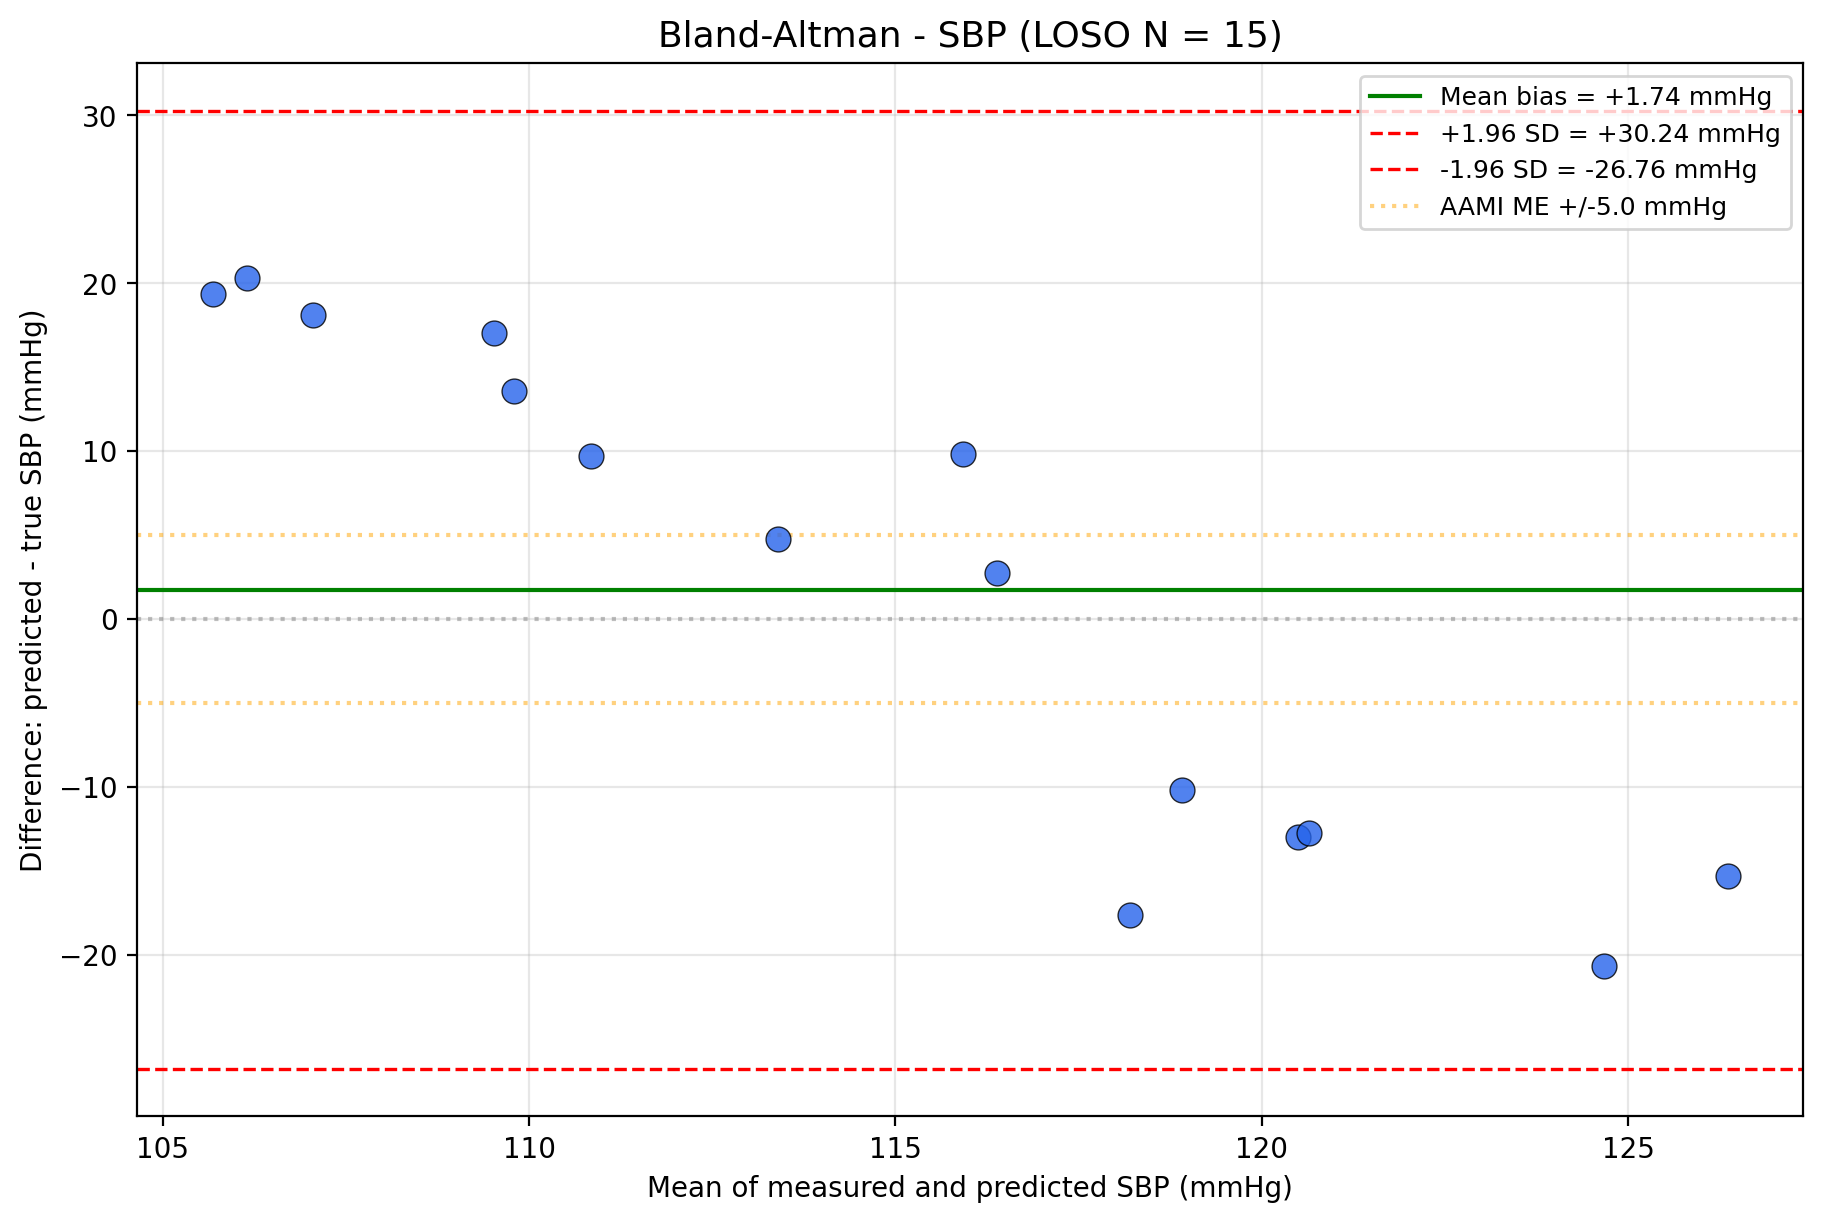 Bland-Altman - SBP (LOSO N = 15)
Mean bias = +1.74 mmHg
+1.96 SD = +30.24 mmHg
-1.96 SD = -26.76 mmHg
AAMI ME +/-5.0 mmHg
Difference: predicted - true SBP (mmHg)
30
20
10
0
−10
−20
105
110
115
120
125
Mean of measured and predicted SBP (mmHg)